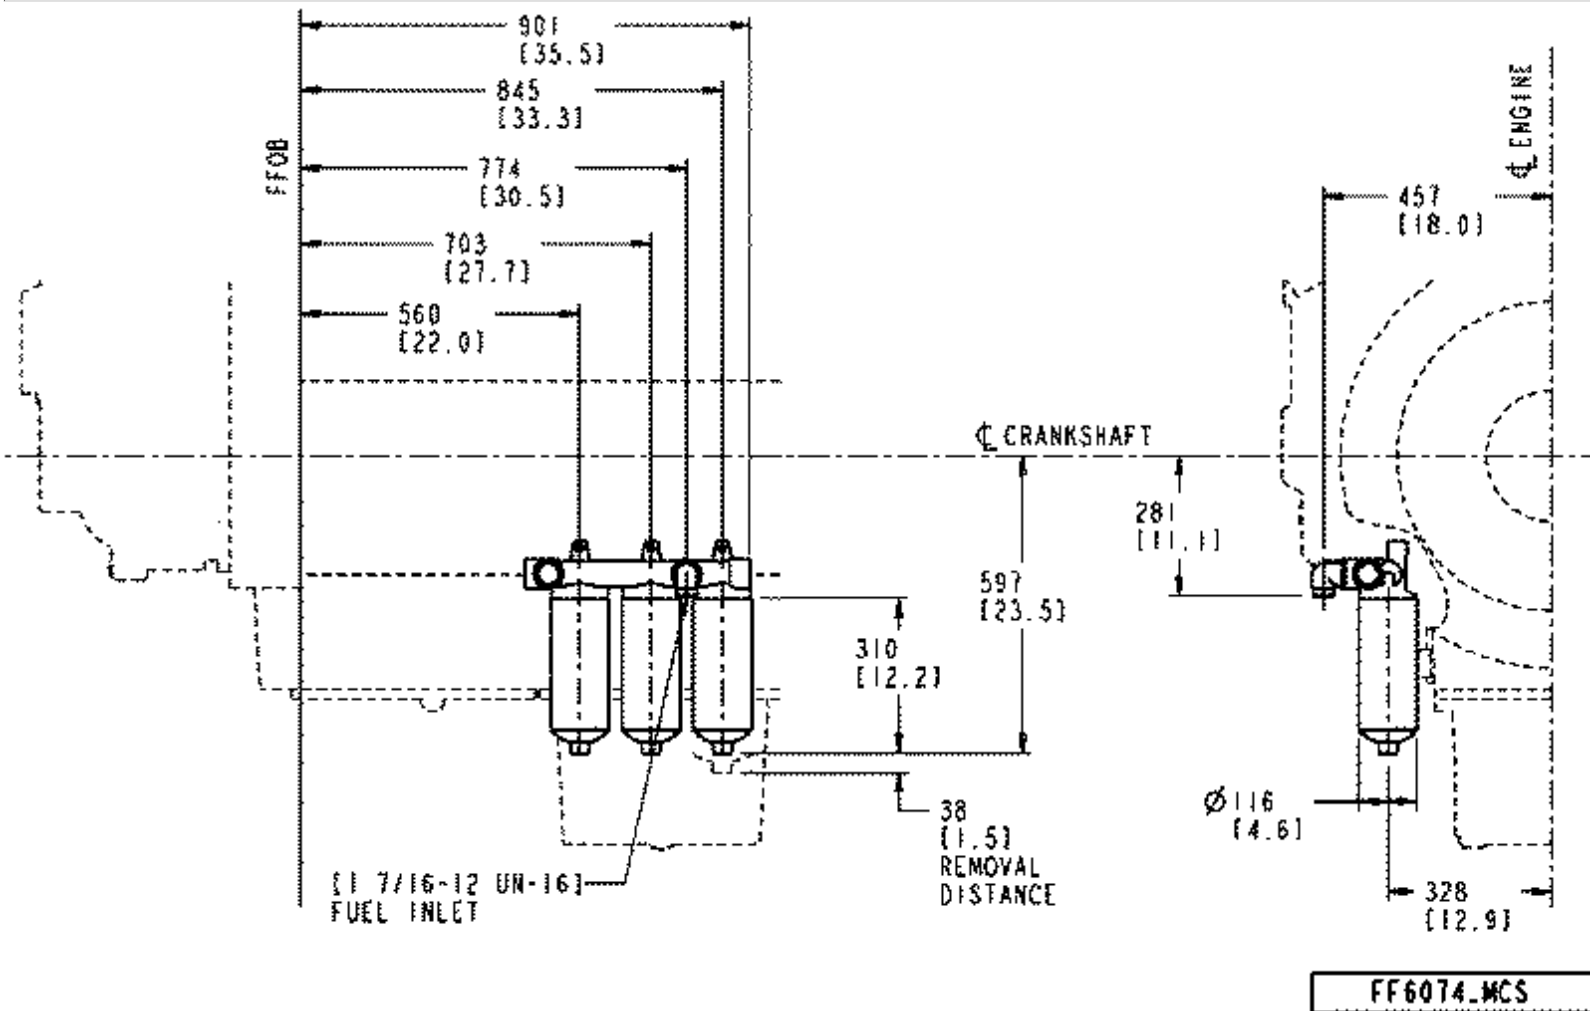 901
[35.5]
845
[33.3]
774
[30.5]
703
[27.7]
560
[22.0]
FFOB
℄ ENGINE
457
[18.0]
℄ CRANKSHAFT
281
[11.1]
597
[23.5]
310
[12.2]
38
[1.5]
REMOVAL
DISTANCE
Ø116
[4.6]
328
[12.9]
[1 7/16-12 UN-16]
FUEL INLET
FF6074_MCS